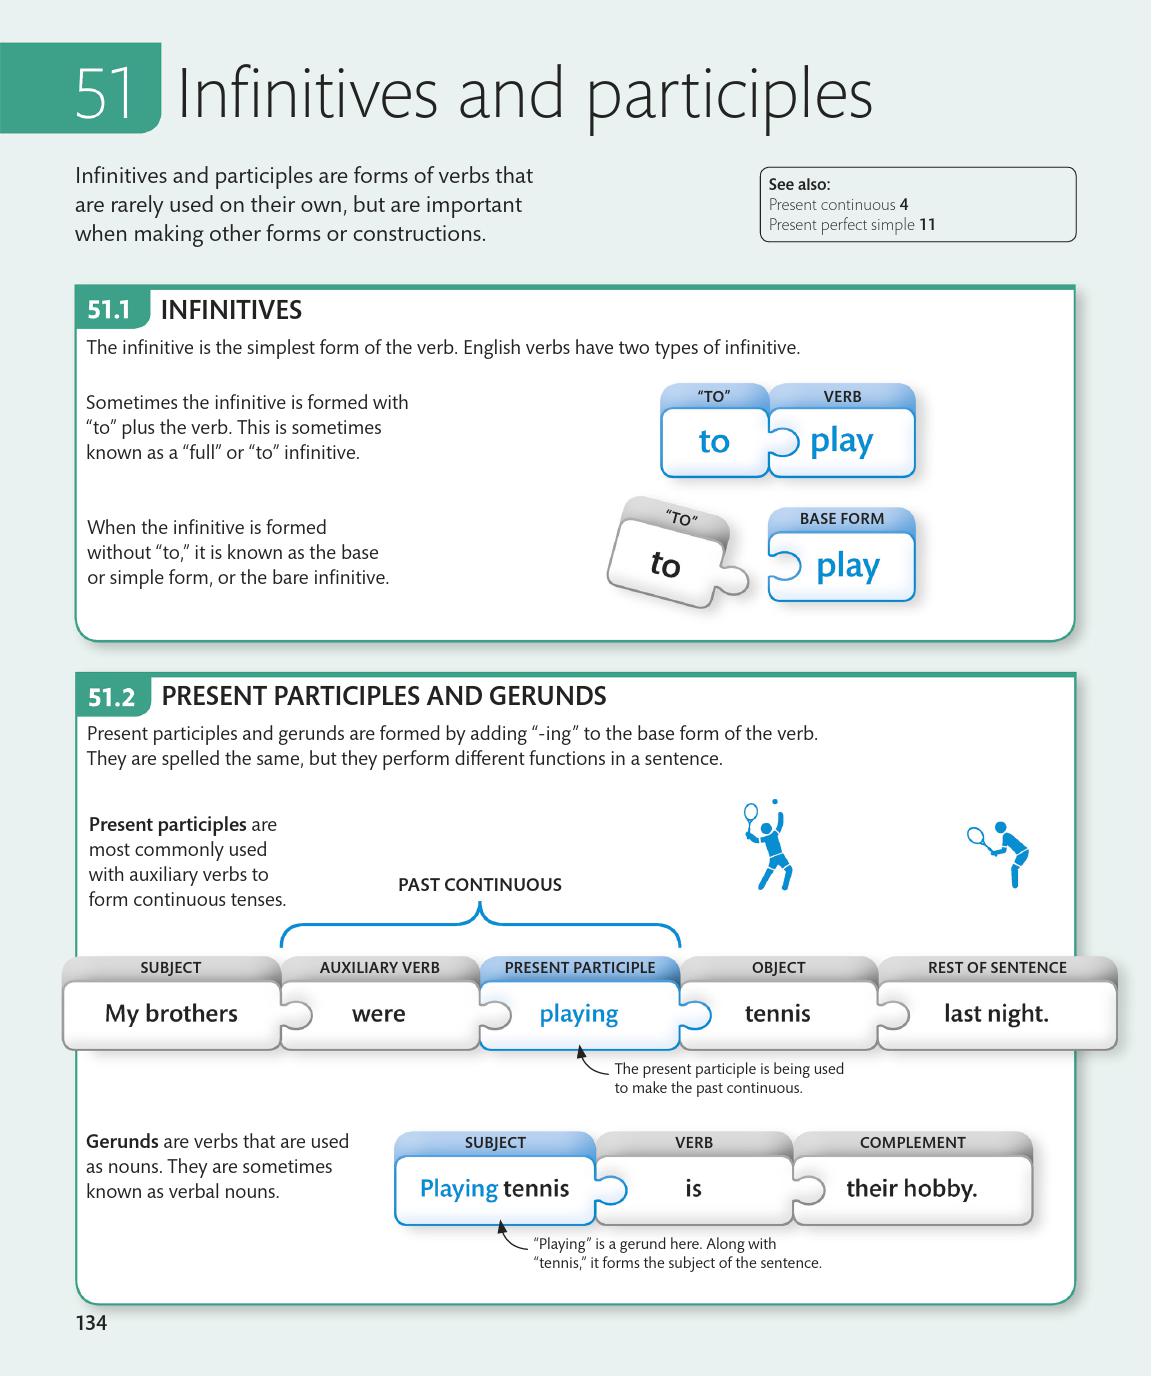 51 Infinitives and participles
Infinitives and participles are forms of verbs that
are rarely used on their own, but are important
when making other forms or constructions.
See also:
Present continuous 4
Present perfect simple 11
51.1 INFINITIVES
The infinitive is the simplest form of the verb. English verbs have two types of infinitive.
Sometimes the infinitive is formed with
“to” plus the verb. This is sometimes
known as a “full” or “to” infinitive.
“TO” VERB
to play
When the infinitive is formed
without “to,” it is known as the base
or simple form, or the bare infinitive.
“TO” BASE FORM
to play
51.2 PRESENT PARTICIPLES AND GERUNDS
Present participles and gerunds are formed by adding “-ing” to the base form of the verb.
They are spelled the same, but they perform different functions in a sentence.
Present participles are
most commonly used
with auxiliary verbs to
form continuous tenses.
PAST CONTINUOUS
SUBJECT AUXILIARY VERB PRESENT PARTICIPLE OBJECT REST OF SENTENCE
My brothers were playing tennis last night.
The present participle is being used
to make the past continuous.
Gerunds are verbs that are used
as nouns. They are sometimes
known as verbal nouns.
SUBJECT VERB COMPLEMENT
Playing tennis is their hobby.
“Playing” is a gerund here. Along with
“tennis,” it forms the subject of the sentence.
134